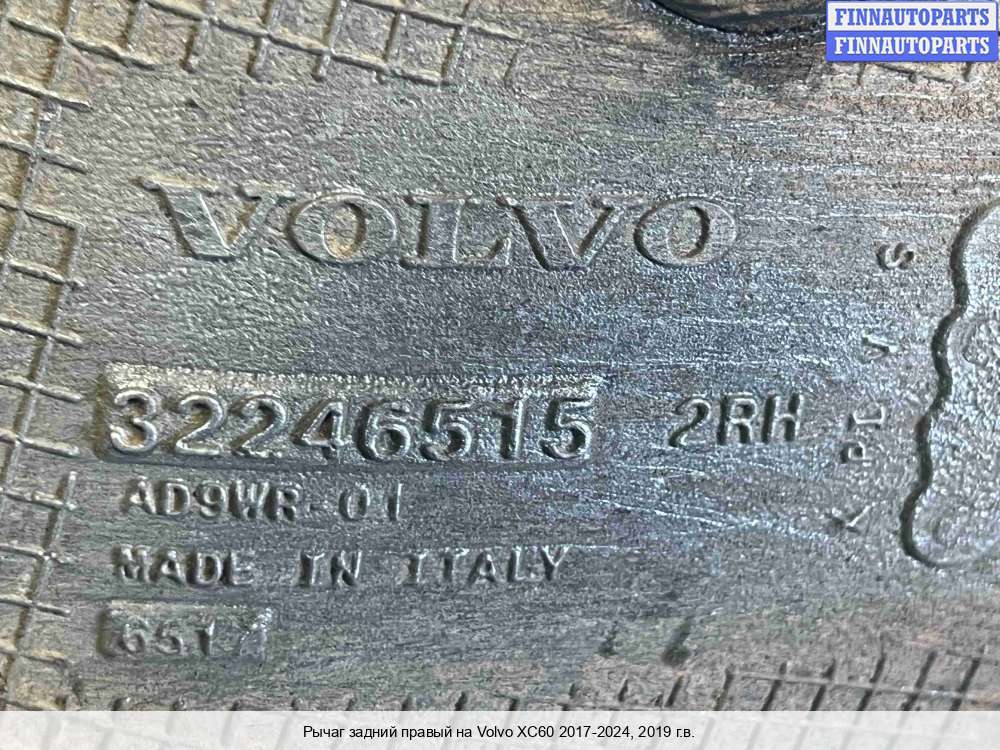 FINNAUTOPARTS
FINNAUTOPARTS
VOLVO
32246515 2RH
AD9WR-01
MADE IN ITALY
Рычаг задний правый на Volvo XC60 2017-2024, 2019 г.в.